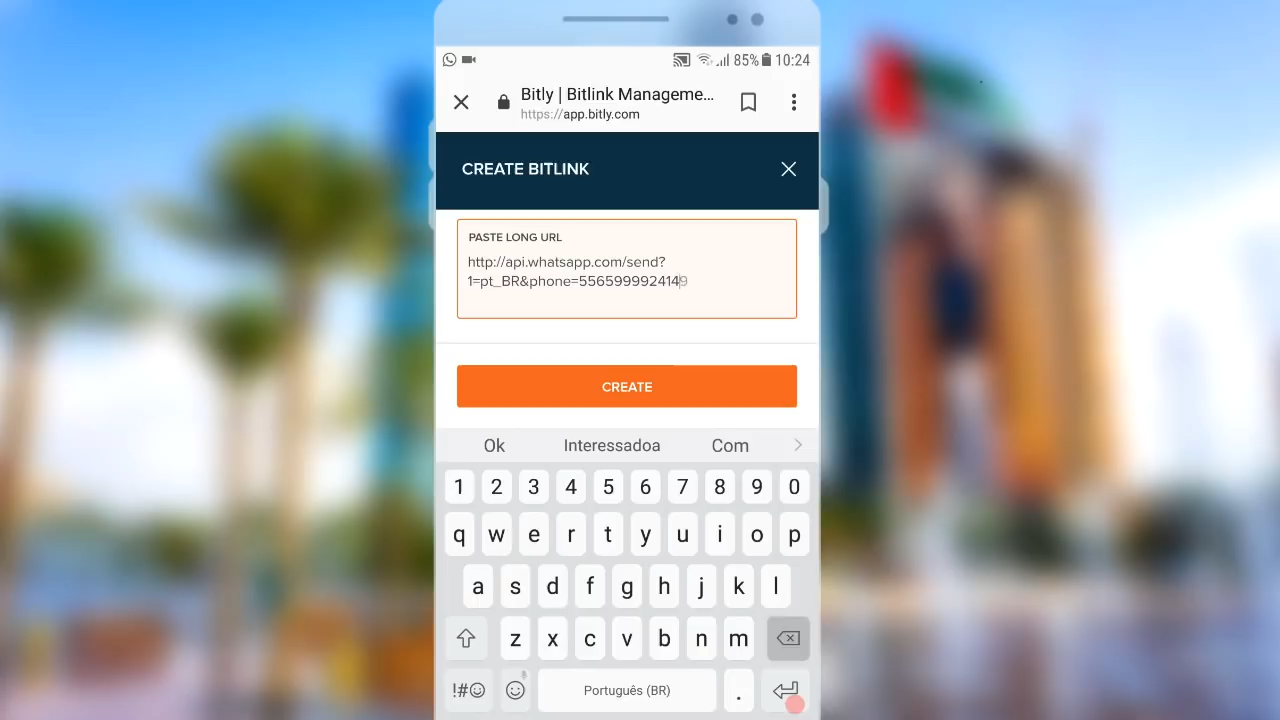 85% 10:24
Bitly | Bitlink Manageme...
https://app.bitly.com
CREATE BITLINK
PASTE LONG URL
http://api.whatsapp.com/send?
1=pt_BR&phone=5565999924149
CREATE
Ok Interessadoa Com
1 2 3 4 5 6 7 8 9 0
q w e r t y u i o p
a s d f g h j k l
z x c v b n m
!#☺ Português (BR) .